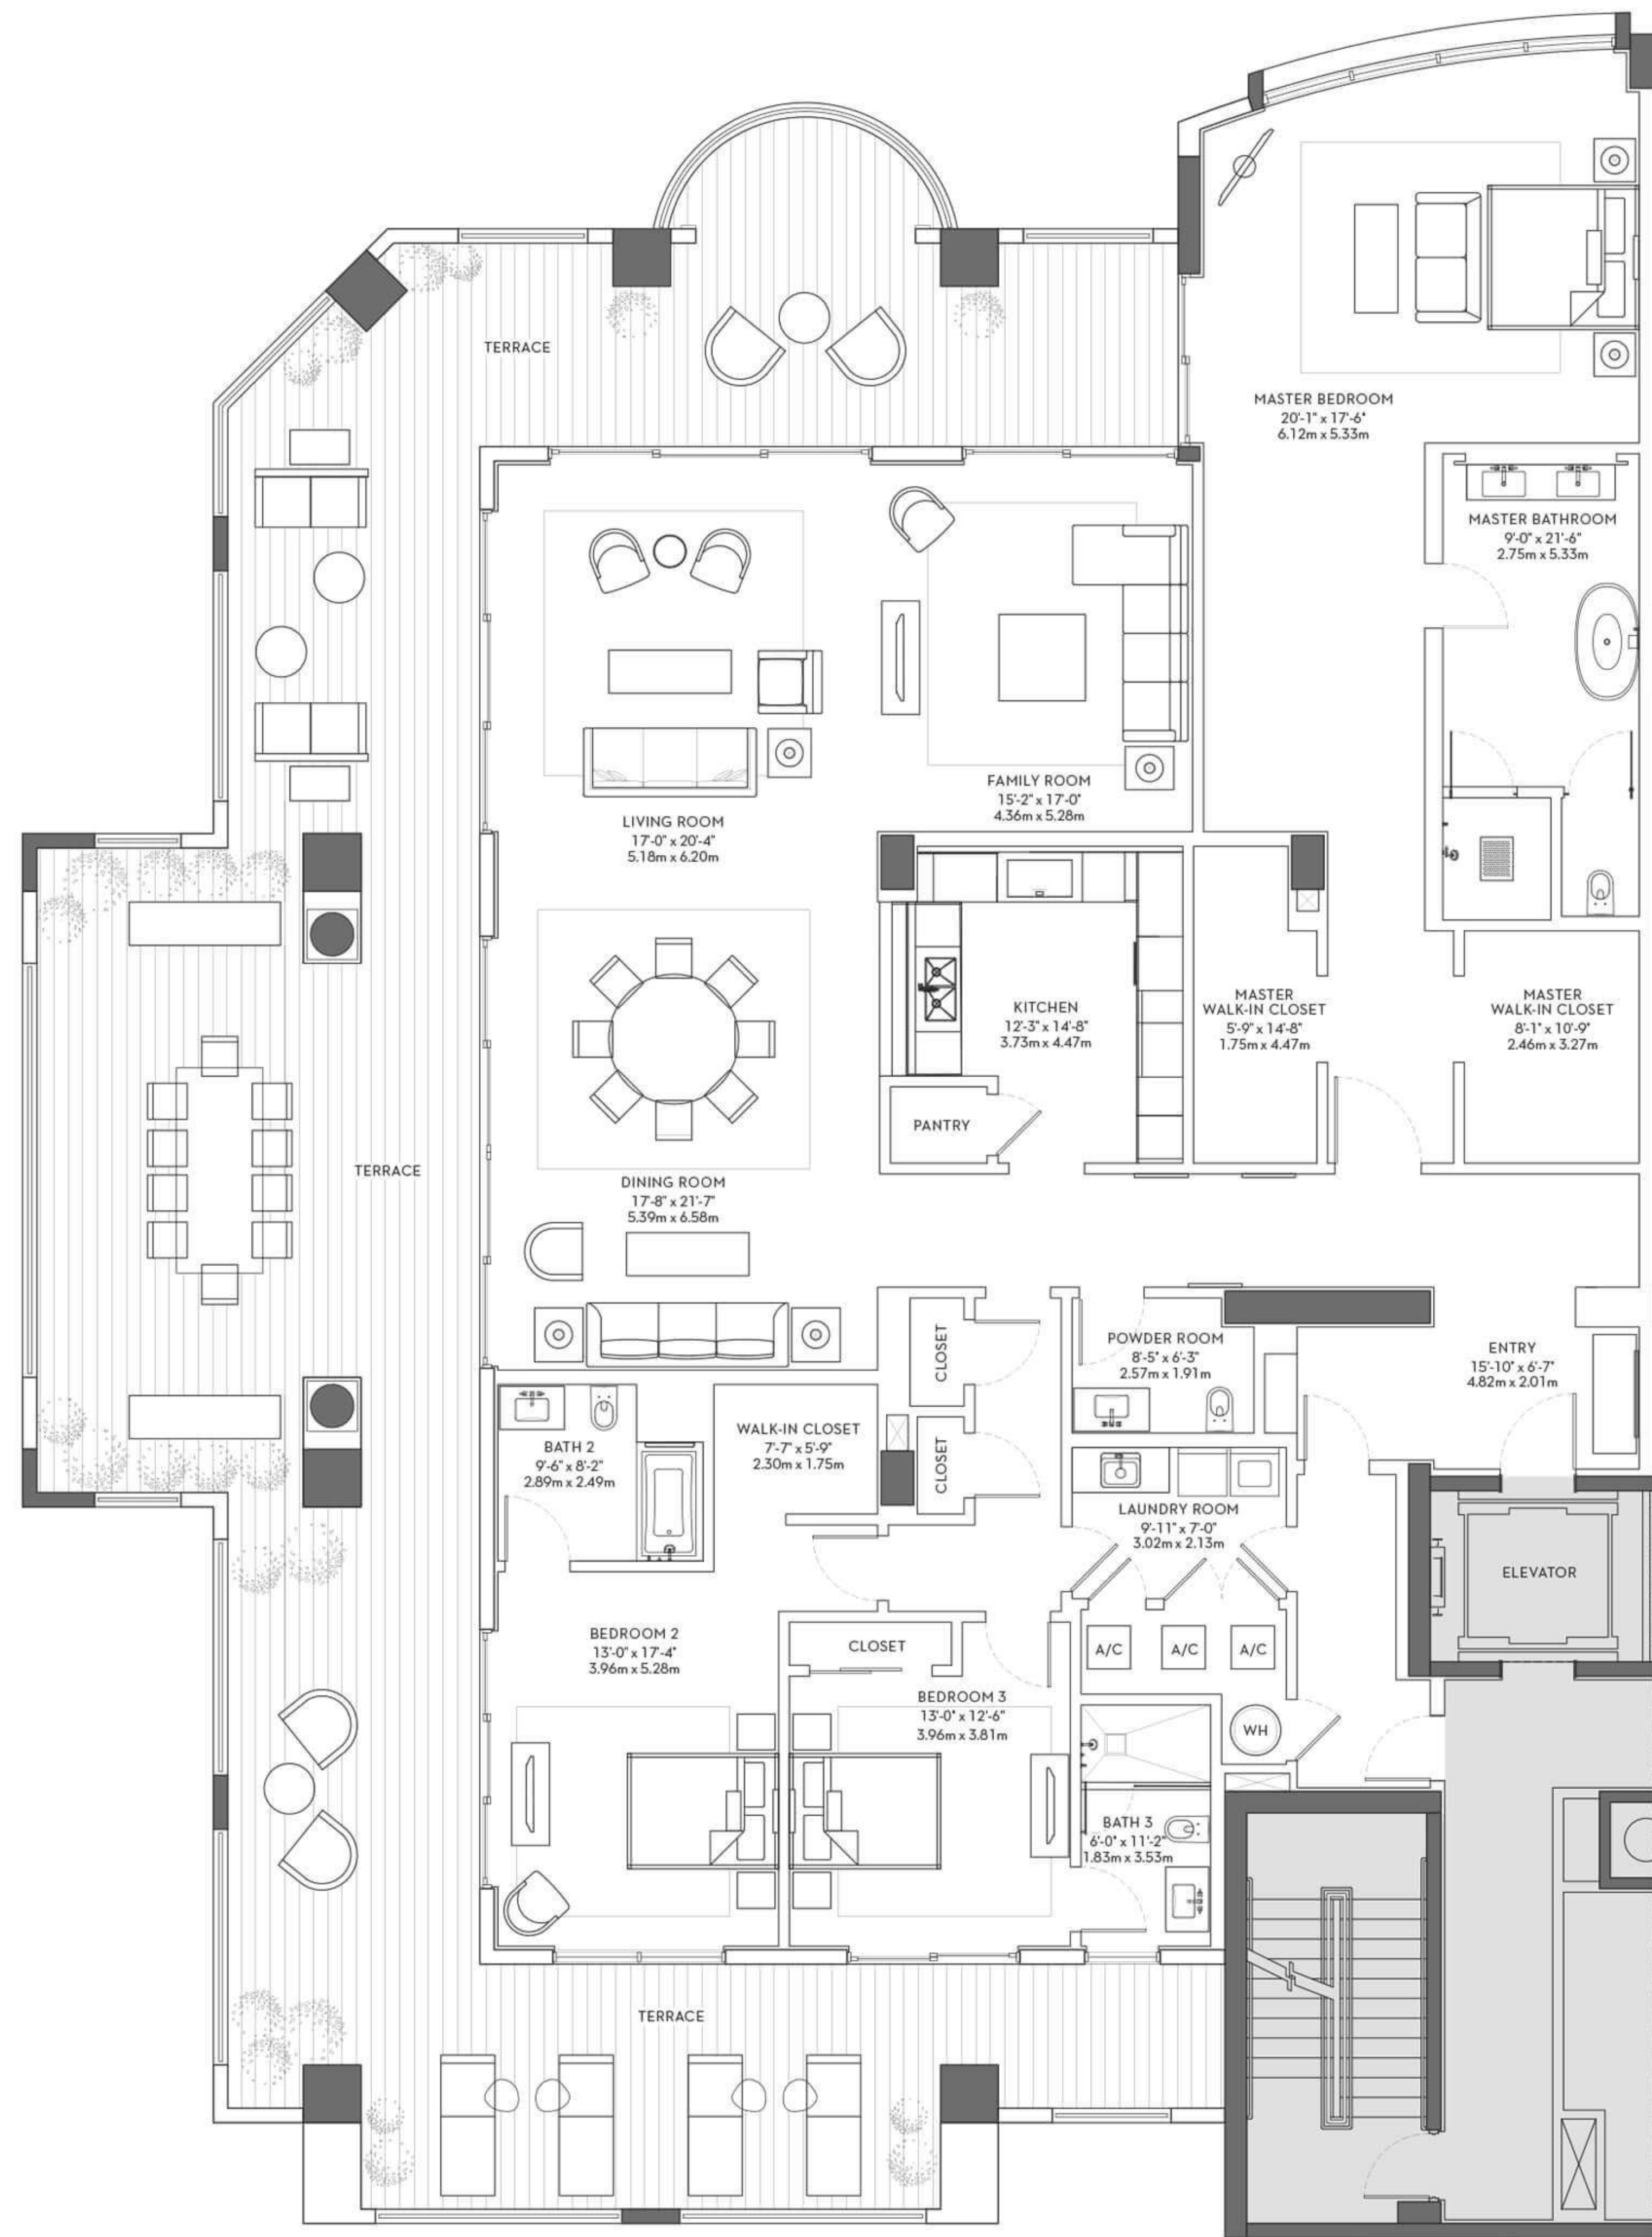 TERRACE
MASTER BEDROOM
20'-1" x 17'-6"
6.12m x 5.33m
MASTER BATHROOM
9'-0" x 21'-6"
2.75m x 5.33m
FAMILY ROOM
15'-2" x 17'-0"
4.36m x 5.28m
LIVING ROOM
17'-0" x 20'-4"
5.18m x 6.20m
KITCHEN
12'-3" x 14'-8"
3.73m x 4.47m
MASTER
WALK-IN CLOSET
5'-9" x 14'-8"
1.75m x 4.47m
MASTER
WALK-IN CLOSET
8'-1" x 10'-9"
2.46m x 3.27m
PANTRY
TERRACE
DINING ROOM
17'-8" x 21'-7"
5.39m x 6.58m
CLOSET
POWDER ROOM
8'-5" x 6'-3"
2.57m x 1.91m
ENTRY
15'-10" x 6'-7"
4.82m x 2.01m
BATH 2
9'-6" x 8'-2"
2.89m x 2.49m
WALK-IN CLOSET
7'-7" x 5'-9"
2.30m x 1.75m
CLOSET
LAUNDRY ROOM
9'-11" x 7'-0"
3.02m x 2.13m
ELEVATOR
BEDROOM 2
13'-0" x 17'-4"
3.96m x 5.28m
CLOSET
A/C
A/C
A/C
BEDROOM 3
13'-0" x 12'-6"
3.96m x 3.81m
WH
BATH 3
6'-0" x 11'-2"
1.83m x 3.53m
TERRACE